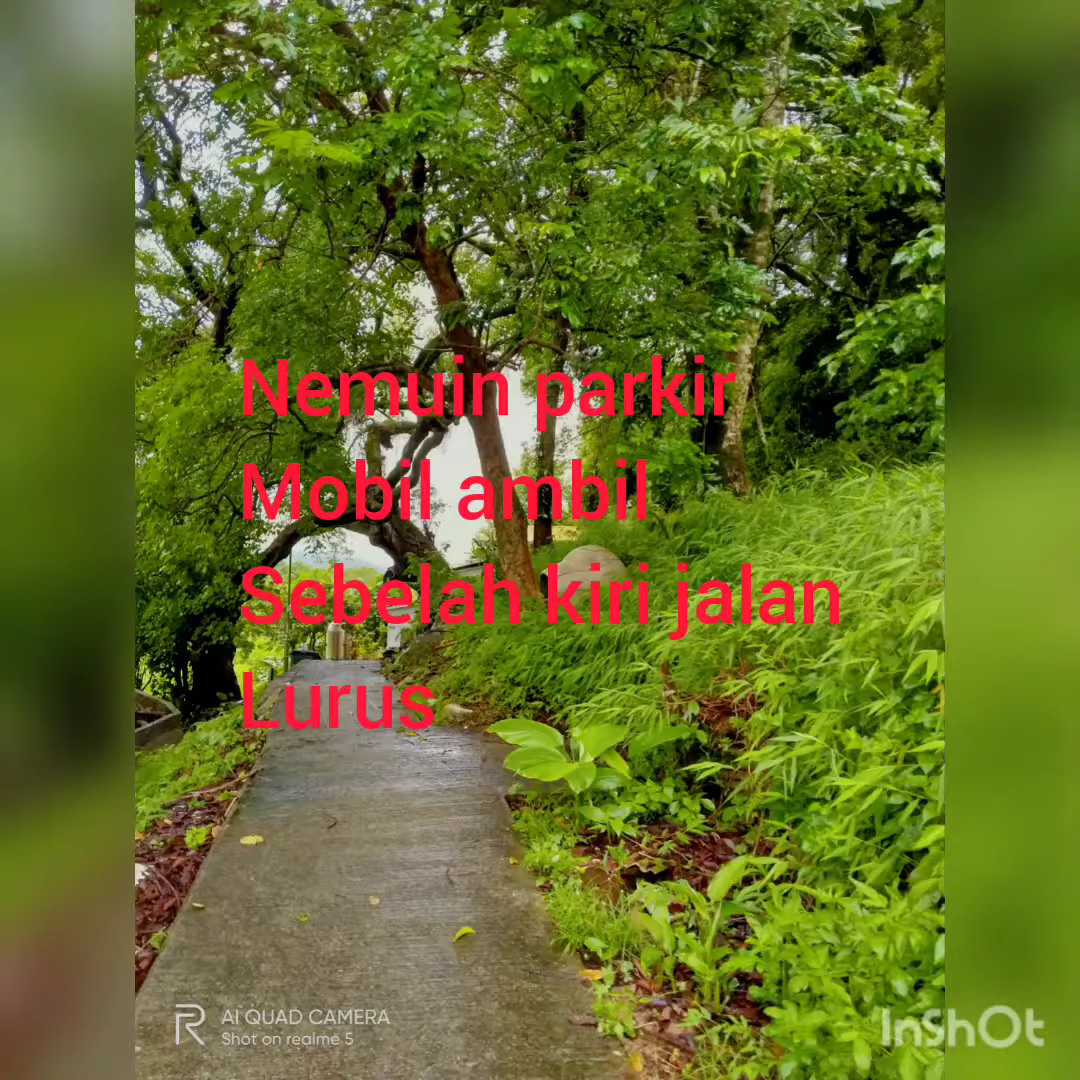 Nemuin parkir
Mobil ambil
Sebelah kiri jalan
Lurus
AI QUAD CAMERA
Shot on realme 5
InShOt